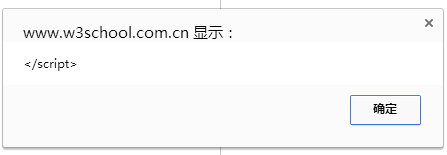 www.w3school.com.cn 显示：
</script>
确定